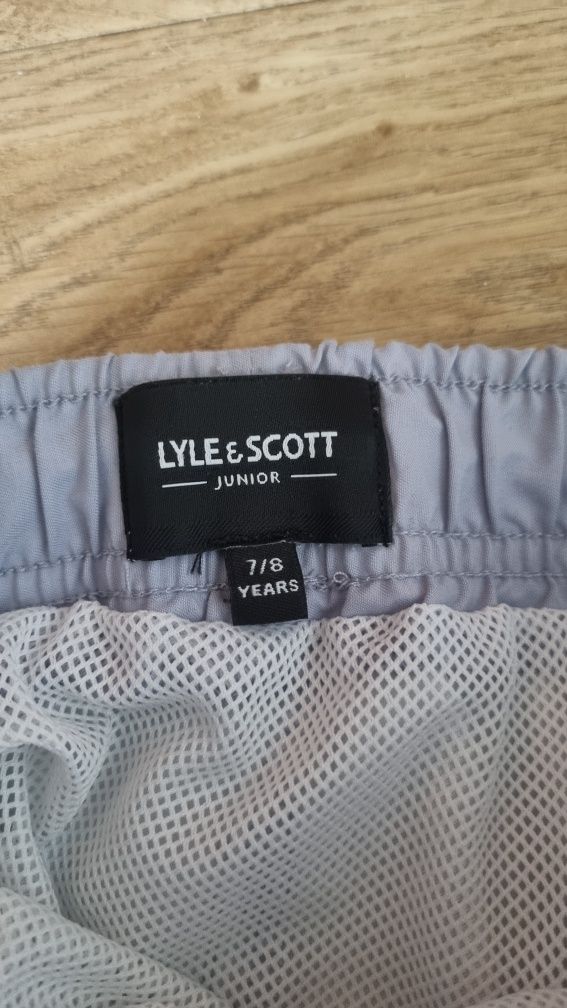 LYLE & SCOTT
JUNIOR
7/8
YEARS